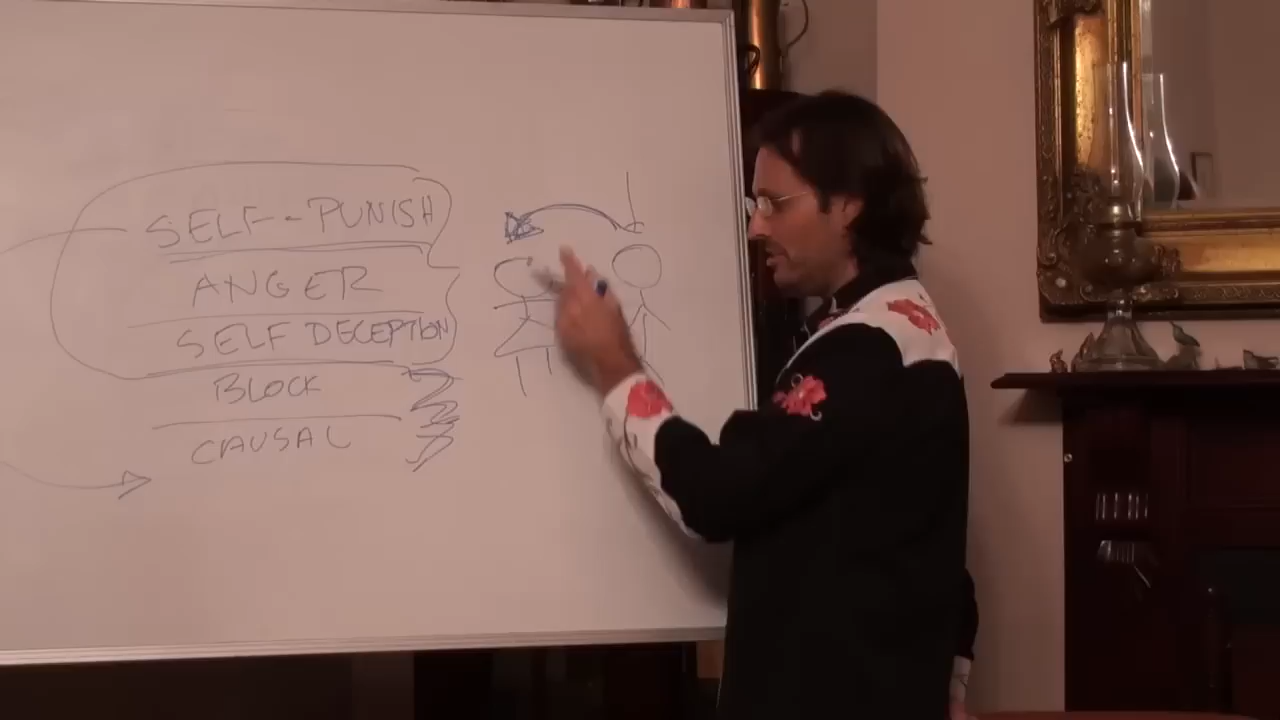 SELF-PUNISH
ANGER
SELF DECEPTION
BLOCK
CAUSAL